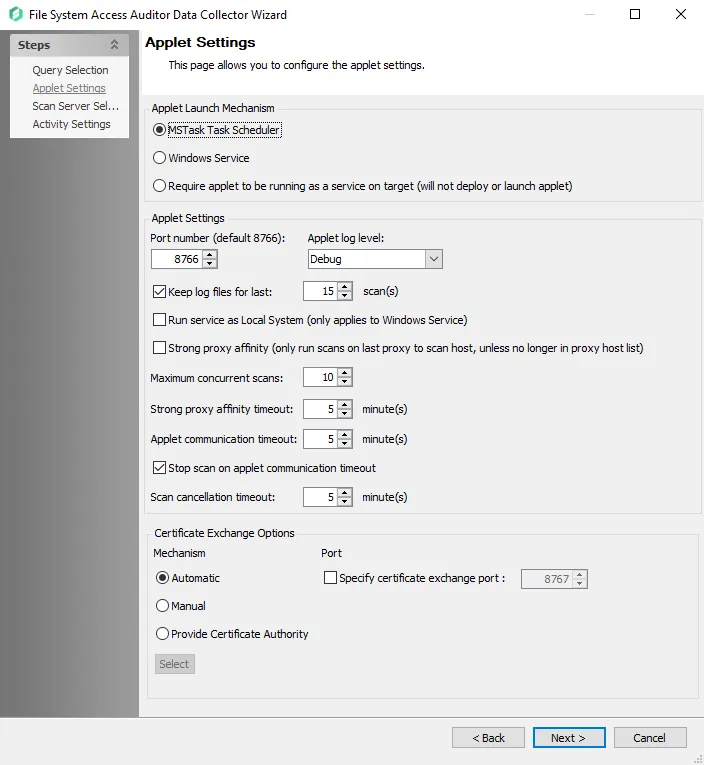 File System Access Auditor Data Collector Wizard
Steps
Query Selection
Applet Settings
Scan Server Sel...
Activity Settings
Applet Settings
This page allows you to configure the applet settings.
Applet Launch Mechanism
MSTask Task Scheduler
Windows Service
Require applet to be running as a service on target (will not deploy or launch applet)
Applet Settings
Port number (default 8766): Applet log level:
8766 Debug
Keep log files for last: 15 scan(s)
Run service as Local System (only applies to Windows Service)
Strong proxy affinity (only run scans on last proxy to scan host, unless no longer in proxy host list)
Maximum concurrent scans: 10
Strong proxy affinity timeout: 5 minute(s)
Applet communication timeout: 5 minute(s)
Stop scan on applet communication timeout
Scan cancellation timeout: 5 minute(s)
Certificate Exchange Options
Mechanism Port
Automatic Specify certificate exchange port : 8767
Manual
Provide Certificate Authority
Select
< Back Next > Cancel